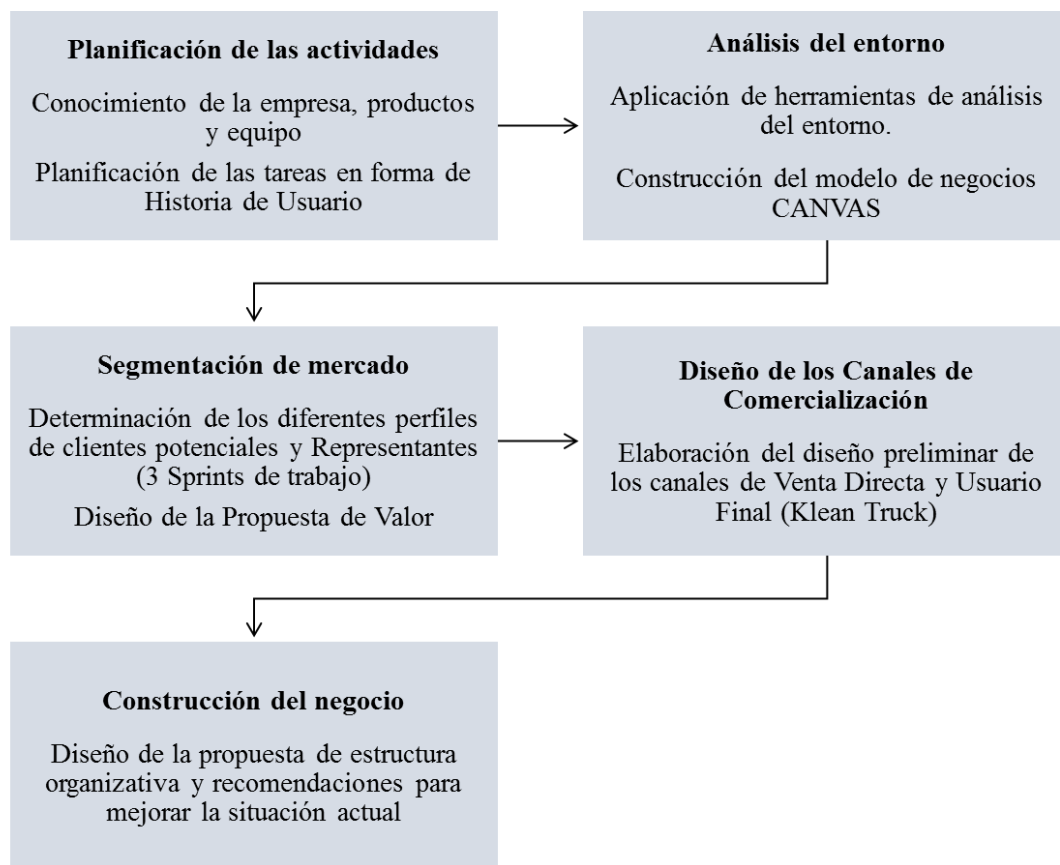 Planificación de las actividades
Conocimiento de la empresa, productos
y equipo
Planificación de las tareas en forma de
Historia de Usuario
Análisis del entorno
Aplicación de herramientas de análisis
del entorno.
Construcción del modelo de negocios
CANVAS
Segmentación de mercado
Determinación de los diferentes perfiles
de clientes potenciales y Representantes
(3 Sprints de trabajo)
Diseño de la Propuesta de Valor
Diseño de los Canales de
Comercialización
Elaboración del diseño preliminar de
los canales de Venta Directa y Usuario
Final (Klean Truck)
Construcción del negocio
Diseño de la propuesta de estructura
organizativa y recomendaciones para
mejorar la situación actual